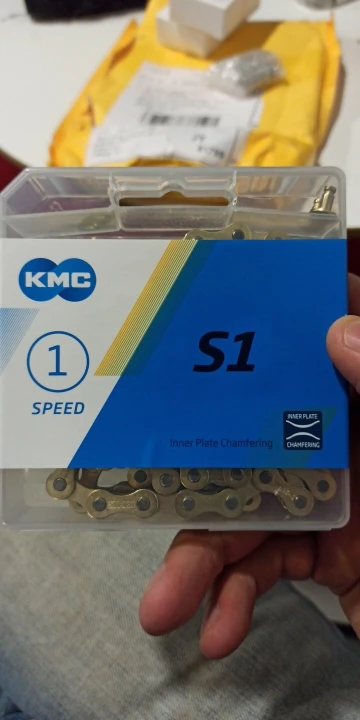 KMC
1
SPEED
S1
Inner Plate Chamfering
INNER PLATE
CHAMFERING